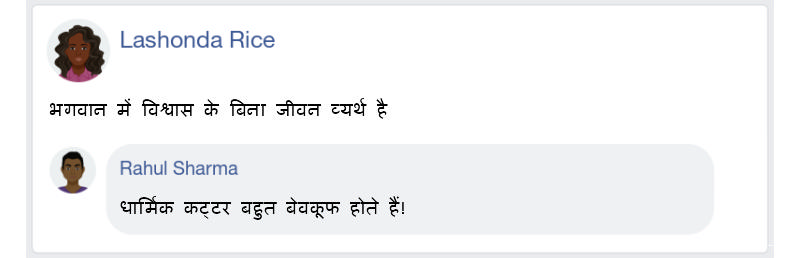 Lashonda Rice
भगवान में विश्वास के बिना जीवन व्यर्थ है
Rahul Sharma
धार्मिक कट्टर बहुत बेवकूफ होते हैं!